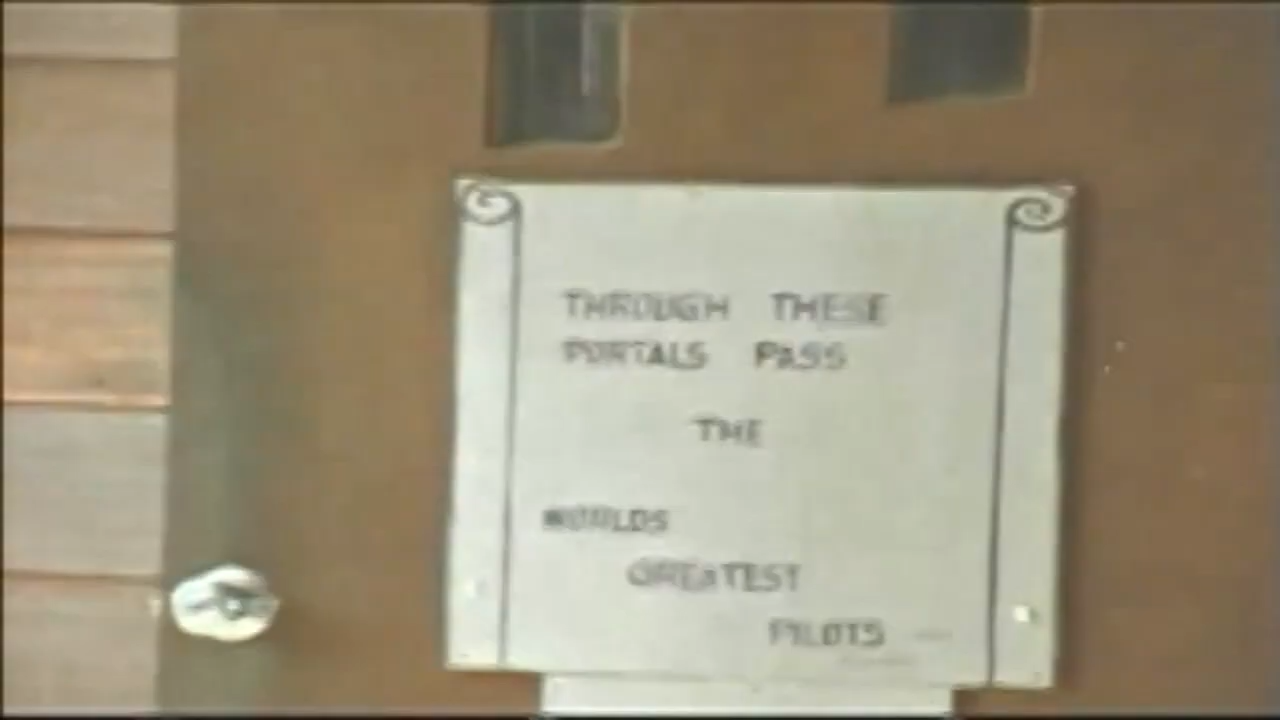 THROUGH THESE
PORTALS PASS
THE
WORLDS
GREATEST
PILOTS